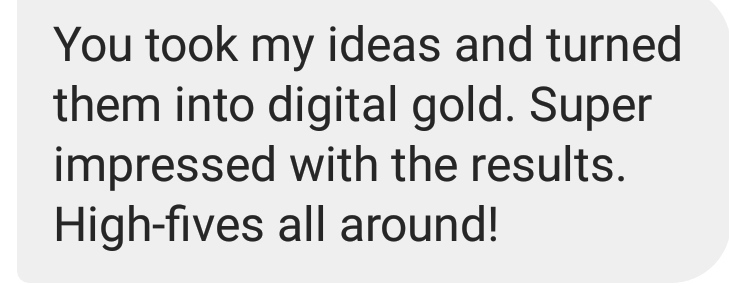 You took my ideas and turned
them into digital gold. Super
impressed with the results.
High-fives all around!